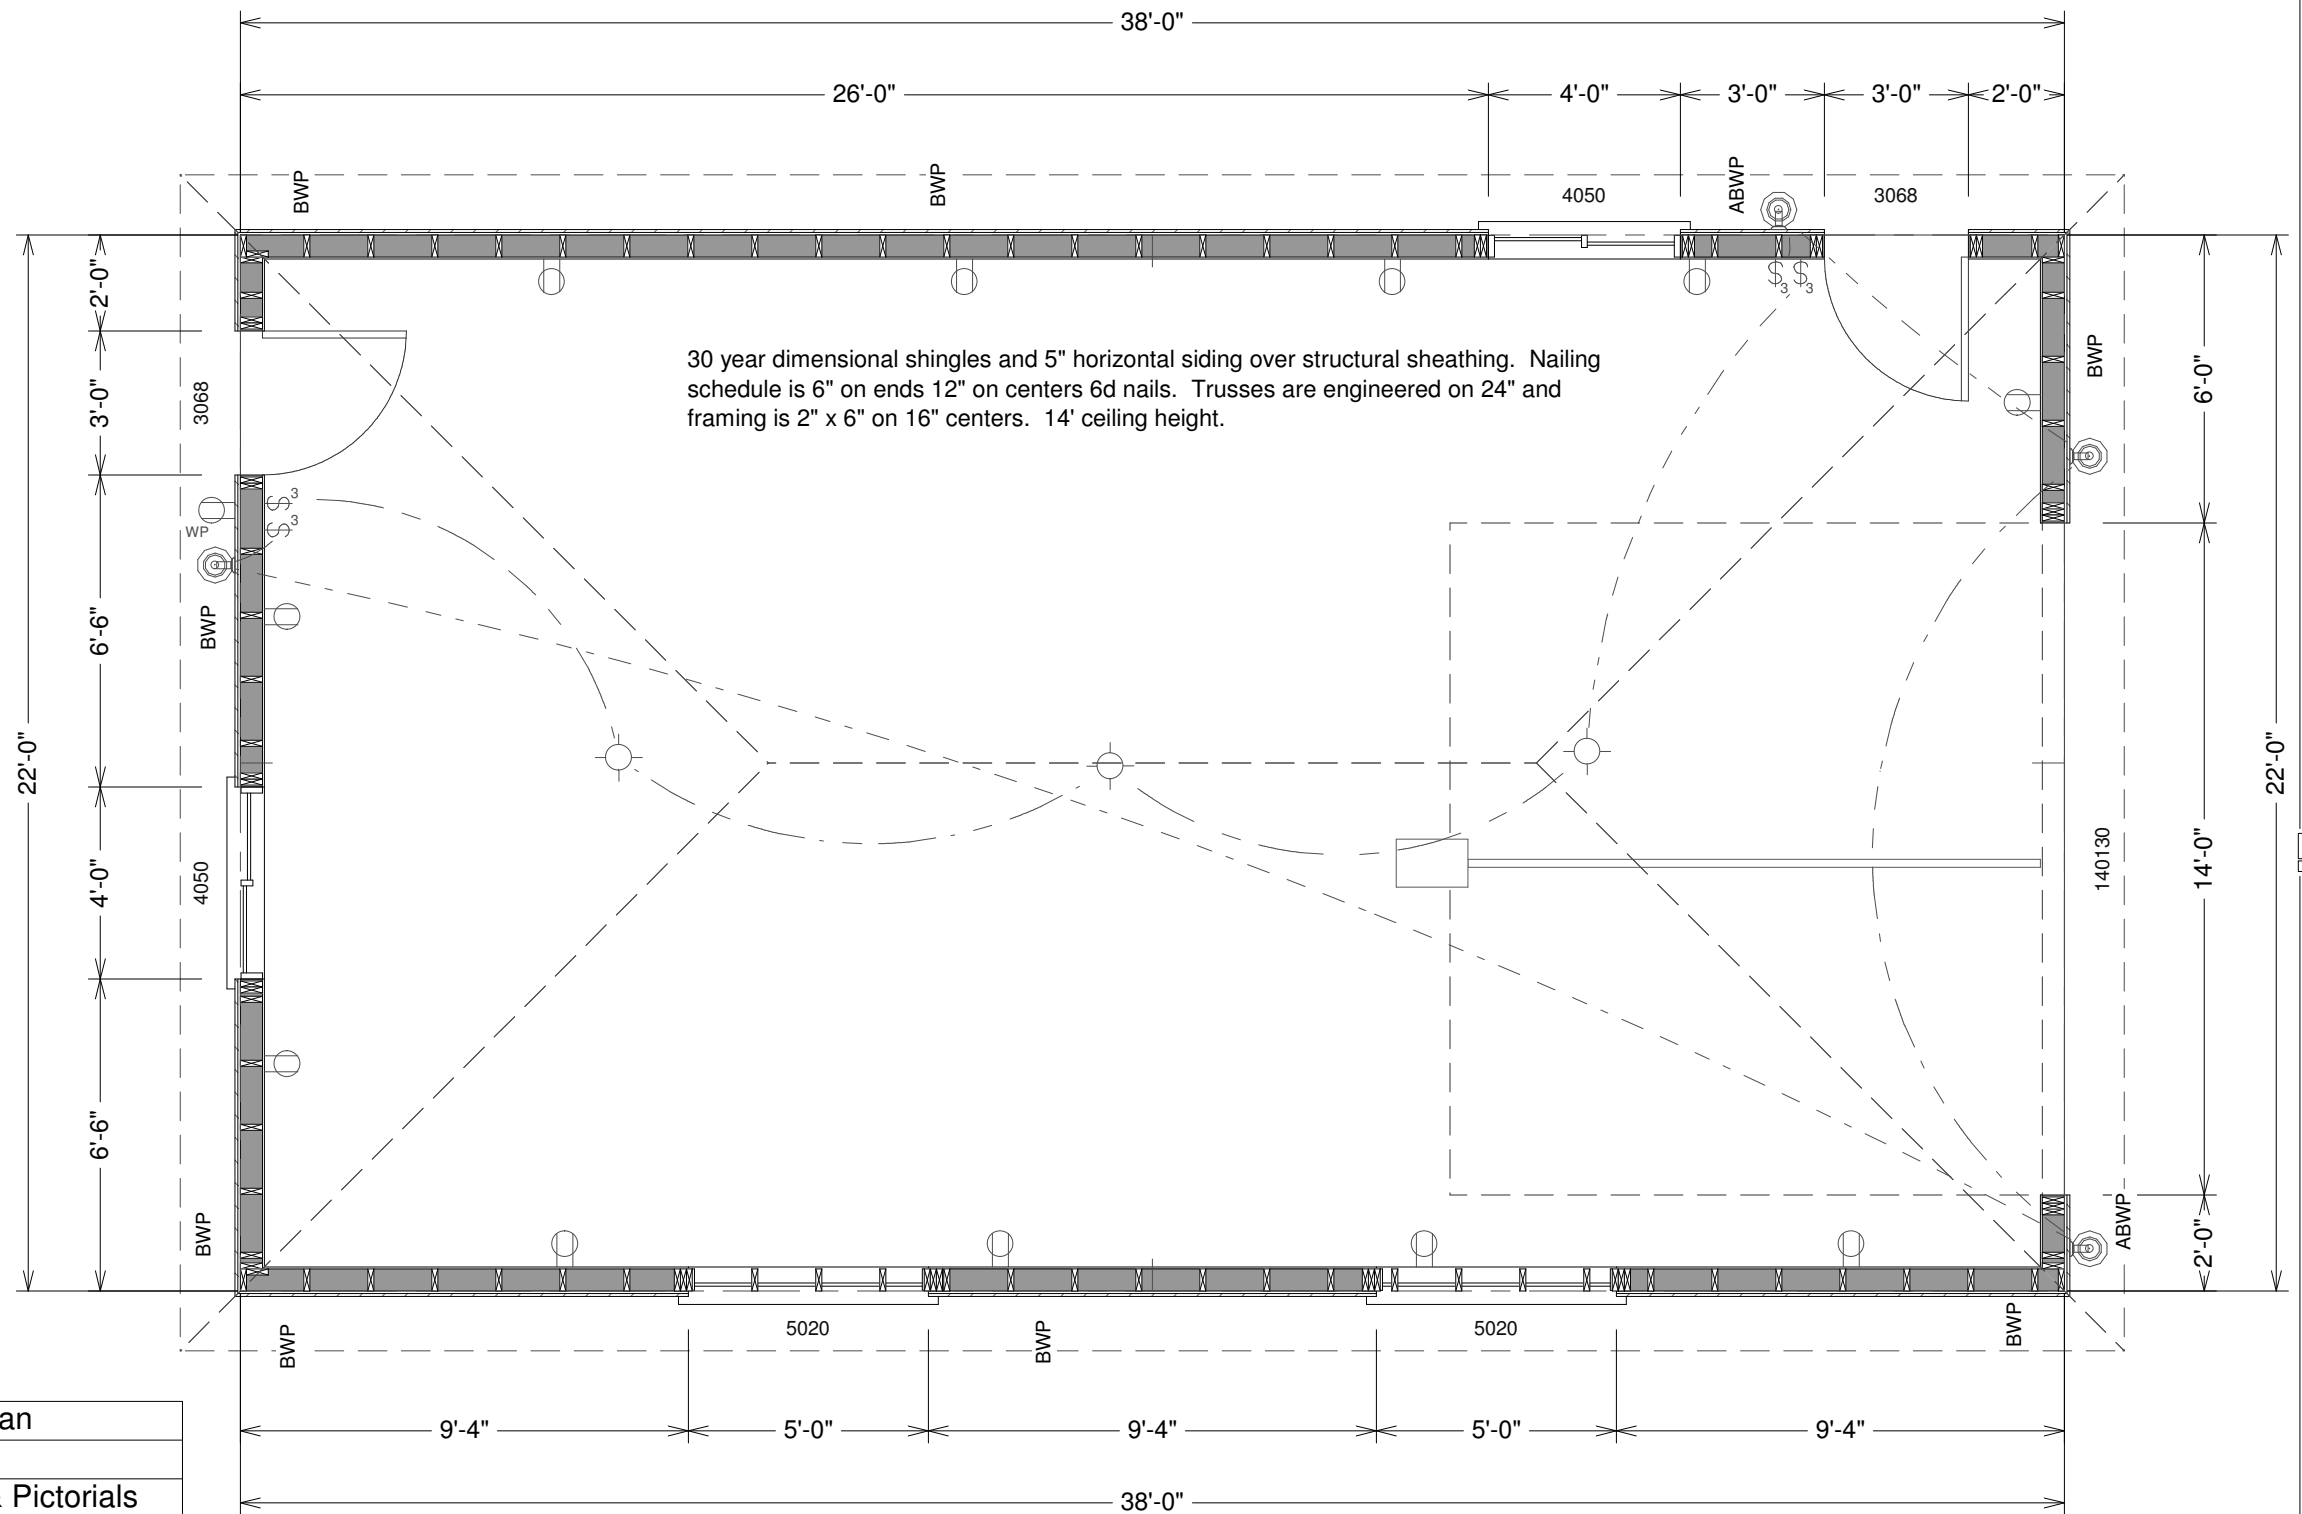 38'-0"
26'-0" 4'-0" 3'-0" 3'-0" 2'-0"
BWP BWP 4050 ABWP 3068
2'-0"
3'-0"
3068
6'-6"
22'-0"
4'-0"
4050
6'-6"
30 year dimensional shingles and 5" horizontal siding over structural sheathing. Nailing
schedule is 6" on ends 12" on centers 6d nails. Trusses are engineered on 24" and
framing is 2" x 6" on 16" centers. 14' ceiling height.
S3 S3
S3
S3
WP
BWP
BWP
BWP
6'-0"
22'-0"
14'-0"
140130
ABWP
2'-0"
BWP 5020 BWP 5020 BWP
9'-4" 5'-0" 9'-4" 5'-0" 9'-4"
38'-0"
an
Pictorials